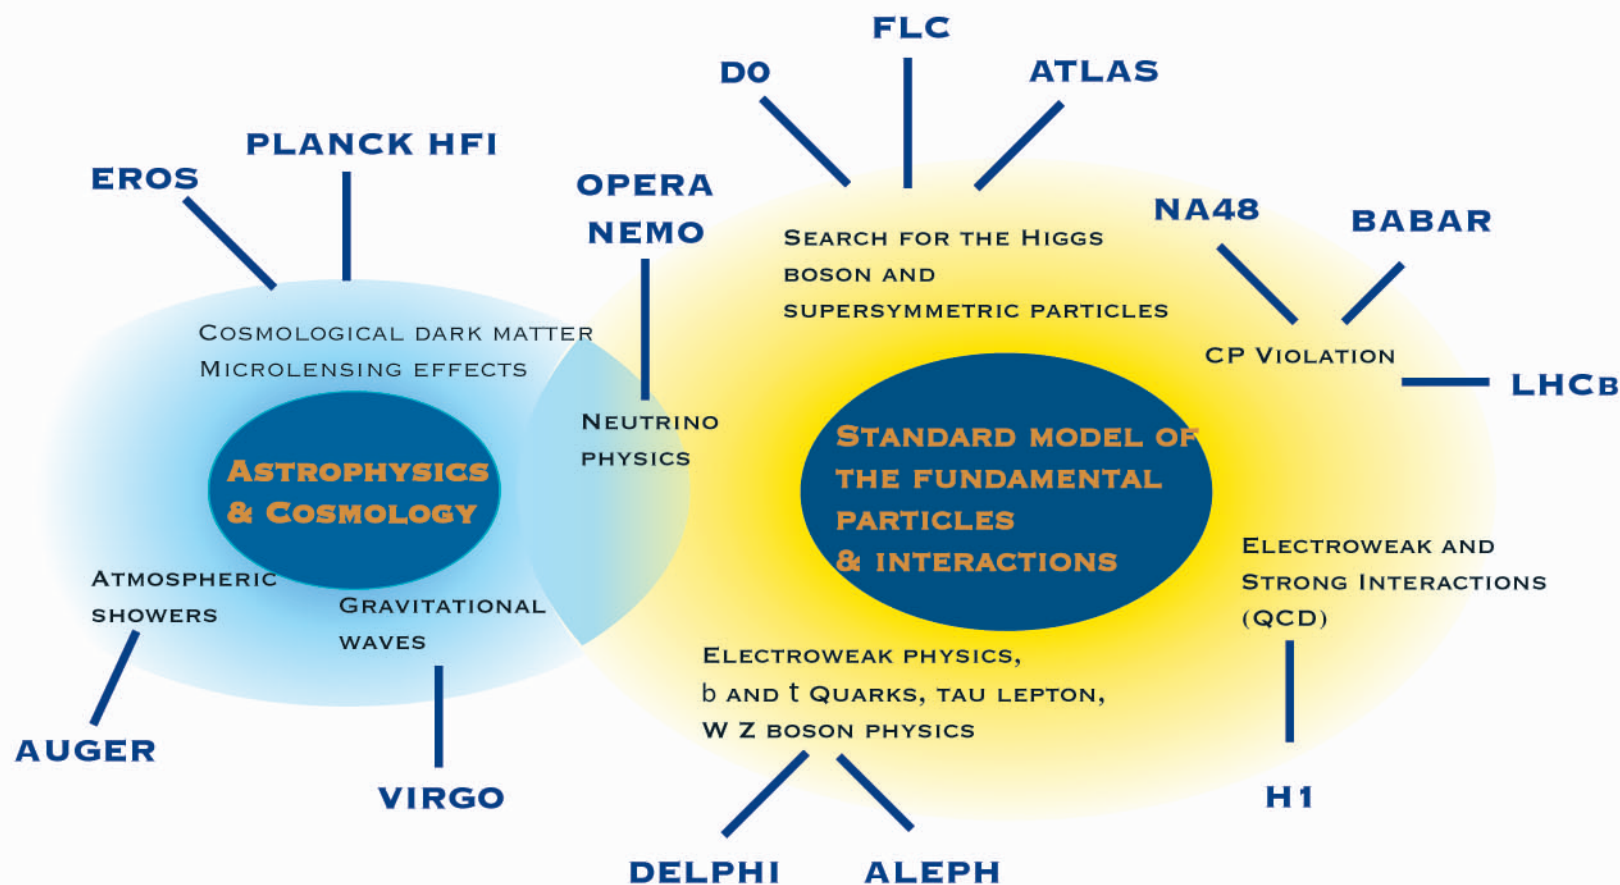 FLC
D0
ATLAS
PLANCK HFI
EROS
OPERA
NEMO
NA48
BABAR
SEARCH FOR THE HIGGS
BOSON AND
SUPERSYMMETRIC PARTICLES
COSMOLOGICAL DARK MATTER
MICROLENSING EFFECTS
CP VIOLATION
LHCB
NEUTRINO
PHYSICS
ASTROPHYSICS
& COSMOLOGY
STANDARD MODEL OF
THE FUNDAMENTAL
PARTICLES
& INTERACTIONS
ELECTROWEAK AND
STRONG INTERACTIONS
(QCD)
ATMOSPHERIC
SHOWERS
GRAVITATIONAL
WAVES
ELECTROWEAK PHYSICS,
b AND t QUARKS, TAU LEPTON,
W Z BOSON PHYSICS
AUGER
VIRGO
H1
DELPHI
ALEPH